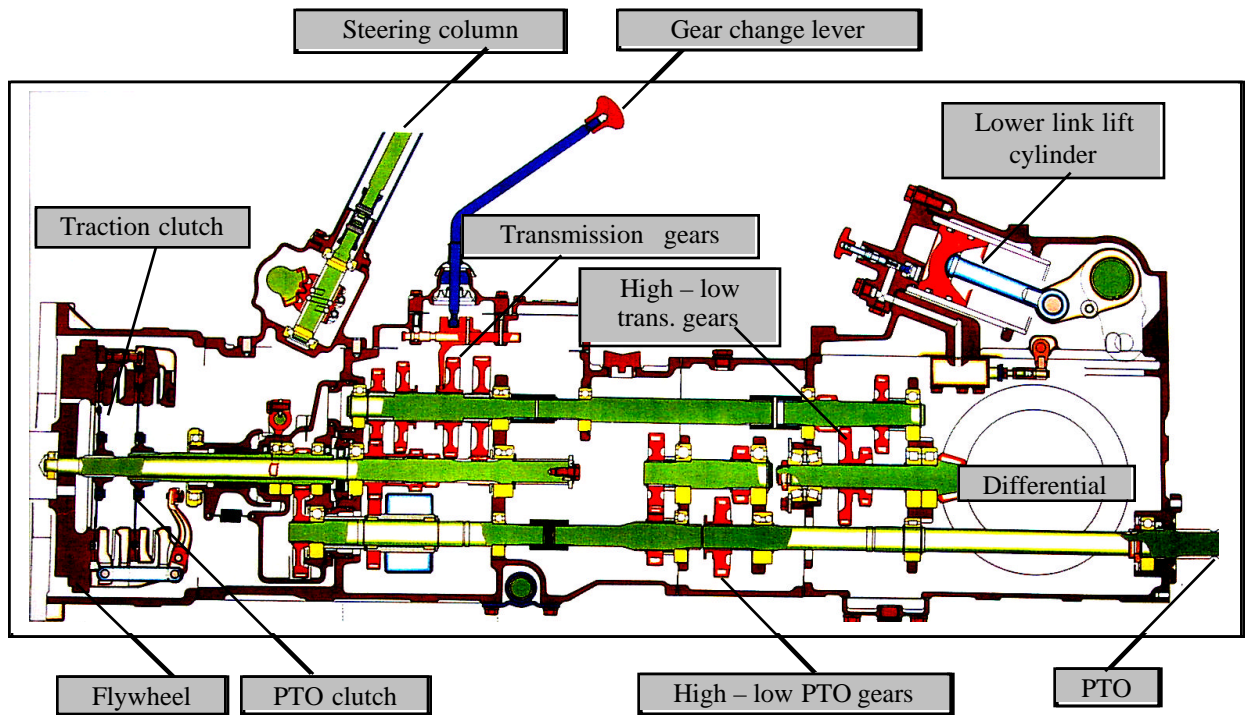 Steering column
Gear change lever
Lower link lift
cylinder
Traction clutch
Transmission gears
High – low
trans. gears
Differential
Flywheel
PTO clutch
High – low PTO gears
PTO